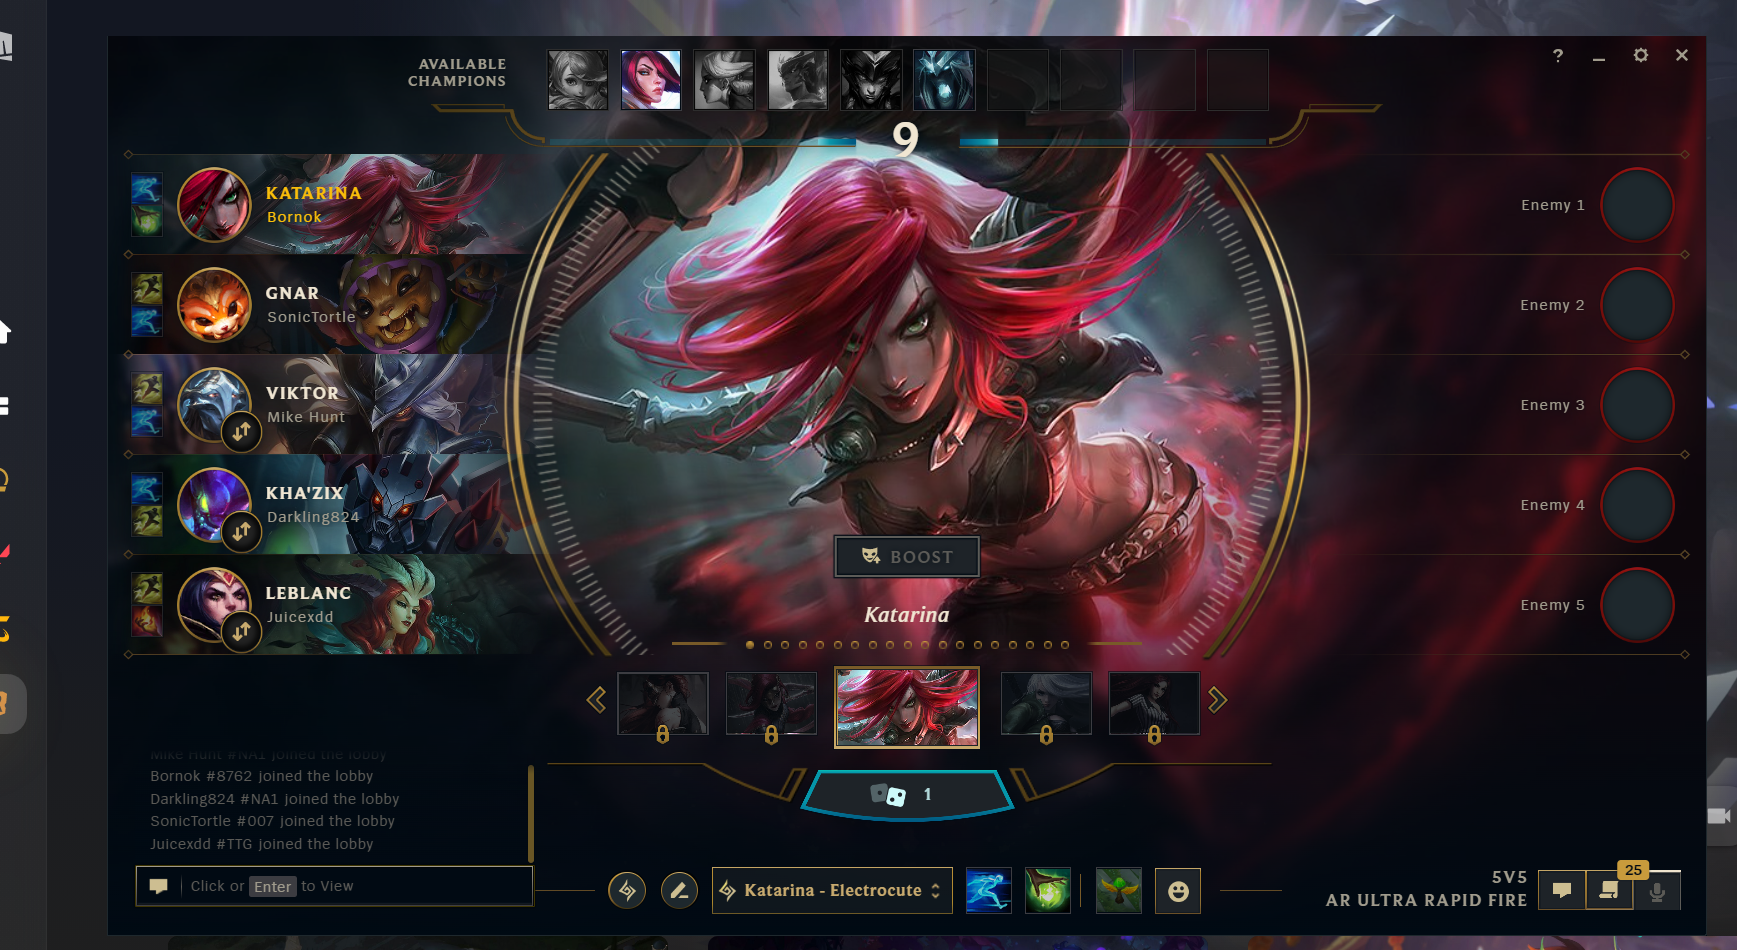 AVAILABLE
CHAMPIONS
?
9
KATARINA
Bornok
GNAR
SonicTortle
VIKTOR
Mike Hunt
KHA'ZIX
Darkling824
LEBLANC
Juicexdd
Enemy 1
Enemy 2
Enemy 3
Enemy 4
Enemy 5
BOOST
Katarina
1
Mike Hunt #NA1 joined the lobby
Bornok #8762 joined the lobby
Darkling824 #NA1 joined the lobby
SonicTortle #007 joined the lobby
Juicexdd #TTG joined the lobby
Click or Enter to View
Katarina - Electrocute
5V5
AR ULTRA RAPID FIRE
25